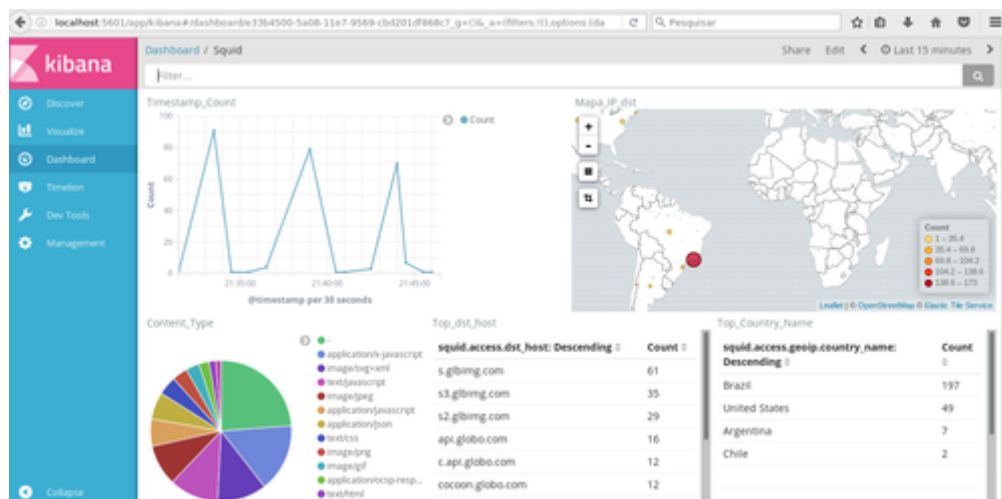 localhost:5601/app/kibana#/dashboard/e33b4500-5a08-11e7-9569-cbd201df868c?_g=()&_a=(filters:!(),options:(da
Pesquisar
kibana
Discover
Visualize
Dashboard
Timelion
Dev Tools
Management
Collapse
Dashboard / Squid
Share Edit Last 15 minutes
Filter...
Timestamp_Count
Count
100
80
60
40
20
0
21:35:00 21:40:00 21:45:00
@timestamp per 30 seconds
Count
Mapa_IP_dst
+
-
Count
1 – 35.4
35.4 – 69.8
69.8 – 104.2
104.2 – 138.6
138.6 – 173
Leaflet | © OpenStreetMap © Elastic Tile Service
Content_Type
-
application/x-javascript
image/svg+xml
text/javascript
image/jpeg
application/javascript
application/json
text/css
image/png
image/gif
application/ocsp-resp...
text/html
Top_dst_host
squid.access.dst_host: Descending Count
s.glbimg.com 61
s3.glbimg.com 35
s2.glbimg.com 29
api.globo.com 16
c.api.globo.com 12
cocoon.globo.com 12
Top_Country_Name
squid.access.geoip.country_name: Descending Count
Brazil 197
United States 49
Argentina 7
Chile 2